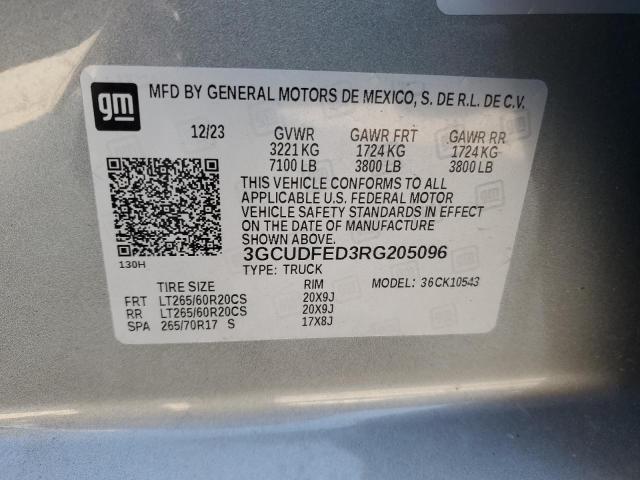 gm
MFD BY GENERAL MOTORS DE MEXICO, S. DE R.L. DE C.V.
12/23 GVWR GAWR FRT GAWR RR
3221 KG 1724 KG 1724 KG
7100 LB 3800 LB 3800 LB
THIS VEHICLE CONFORMS TO ALL
APPLICABLE U.S. FEDERAL MOTOR
VEHICLE SAFETY STANDARDS IN EFFECT
ON THE DATE OF MANUFACTURE
SHOWN ABOVE.
3GCUDFED3RG205096
130H TYPE: TRUCK MODEL: 36CK10543
TIRE SIZE RIM
FRT LT265/60R20CS 20X9J
RR LT265/60R20CS 20X9J
SPA 265/70R17 S 17X8J